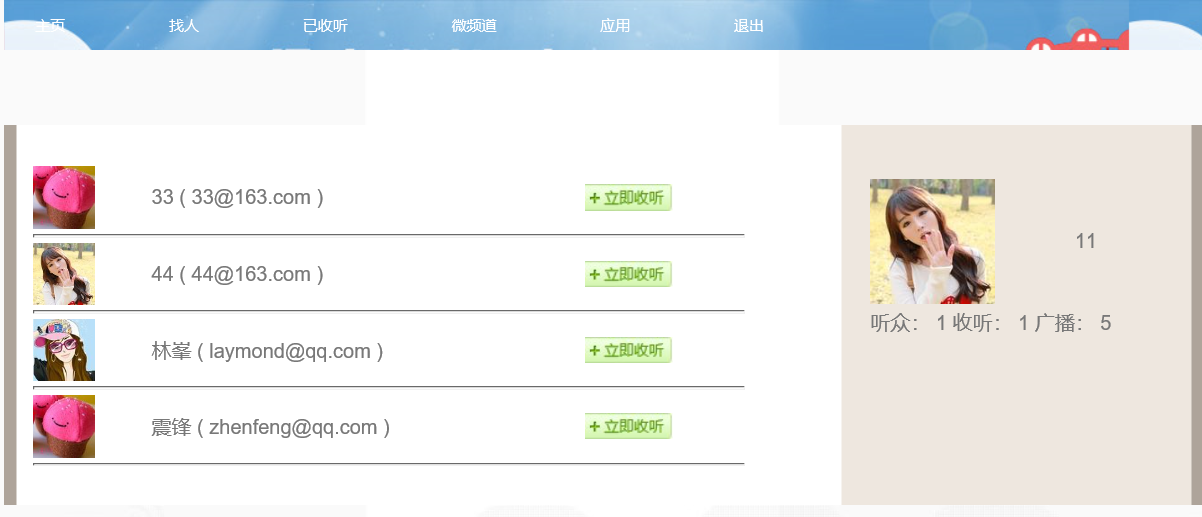 主页 找人 已收听 微频道 应用 退出
33 ( 33@163.com ) + 立即收听
44 ( 44@163.com ) + 立即收听
林峯 ( laymond@qq.com ) + 立即收听
震锋 ( zhenfeng@qq.com ) + 立即收听
11
听众： 1 收听： 1 广播： 5